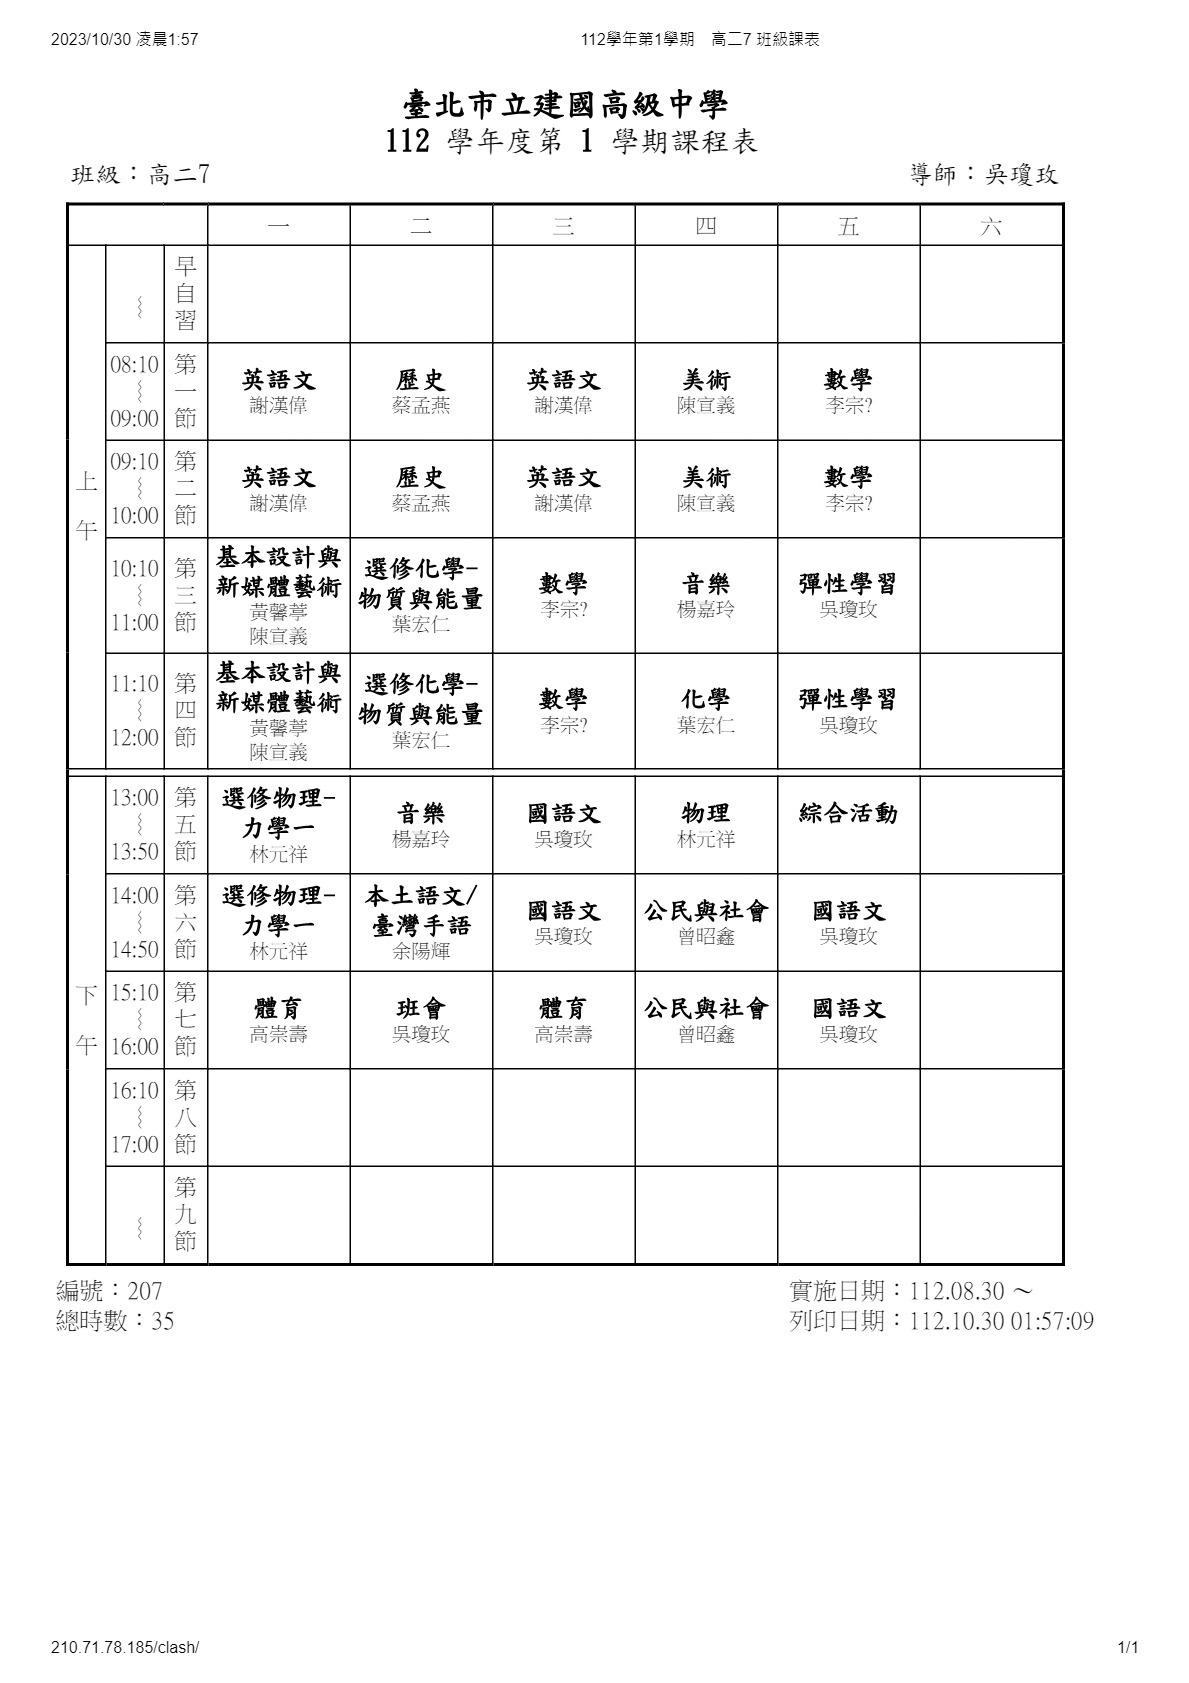 2023/10/30 凌晨1:57
112學年第1學期 高二7 班級課表
臺北市立建國高級中學
112 學年度第 1 學期課程表
班級：高二7
導師：吳瓊玫
一 二 三 四 五 六
上午
～
早自習
08:10
～
09:00
第一節
英語文
謝漢偉
歷史
蔡孟燕
英語文
謝漢偉
美術
陳宣義
數學
李宗?
09:10
～
10:00
第二節
英語文
謝漢偉
歷史
蔡孟燕
英語文
謝漢偉
美術
陳宣義
數學
李宗?
10:10
～
11:00
第三節
基本設計與
新媒體藝術
黃馨葶
陳宣義
選修化學-
物質與能量
葉宏仁
數學
李宗?
音樂
楊嘉玲
彈性學習
吳瓊玫
11:10
～
12:00
第四節
基本設計與
新媒體藝術
黃馨葶
陳宣義
選修化學-
物質與能量
葉宏仁
數學
李宗?
化學
葉宏仁
彈性學習
吳瓊玫
下午
13:00
～
13:50
第五節
選修物理-
力學一
林元祥
音樂
楊嘉玲
國語文
吳瓊玫
物理
林元祥
綜合活動
14:00
～
14:50
第六節
選修物理-
力學一
林元祥
本土語文/
臺灣手語
余陽輝
國語文
吳瓊玫
公民與社會
曾昭鑫
國語文
吳瓊玫
15:10
～
16:00
第七節
體育
高崇壽
班會
吳瓊玫
體育
高崇壽
公民與社會
曾昭鑫
國語文
吳瓊玫
16:10
～
17:00
第八節
～
第九節
編號：207
實施日期：112.08.30 ～
總時數：35
列印日期：112.10.30 01:57:09
210.71.78.185/clash/
1/1